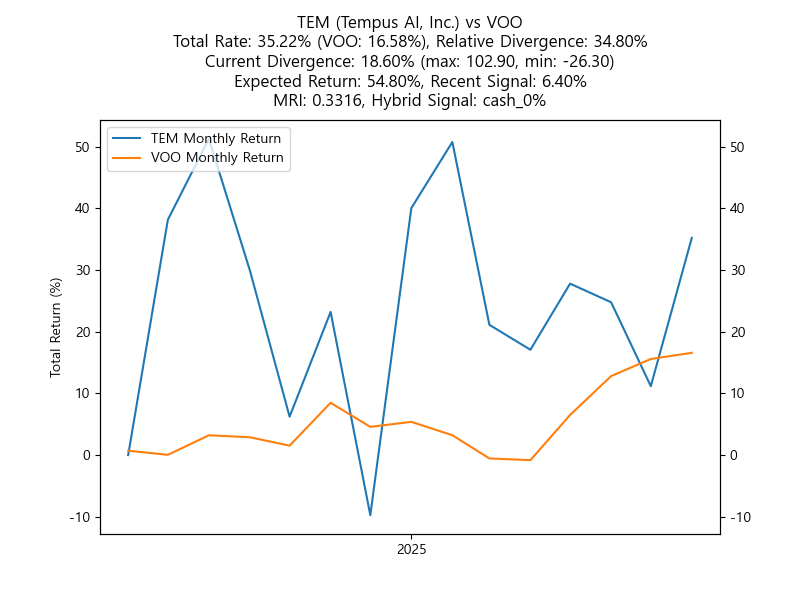 TEM (Tempus AI, Inc.) vs VOO
Total Rate: 35.22% (VOO: 16.58%), Relative Divergence: 34.80%
Current Divergence: 18.60% (max: 102.90, min: -26.30)
Expected Return: 54.80%, Recent Signal: 6.40%
MRI: 0.3316, Hybrid Signal: cash_0%
TEM Monthly Return
VOO Monthly Return
Total Return (%)
50
40
30
20
10
0
-10
50
40
30
20
10
0
-10
2025